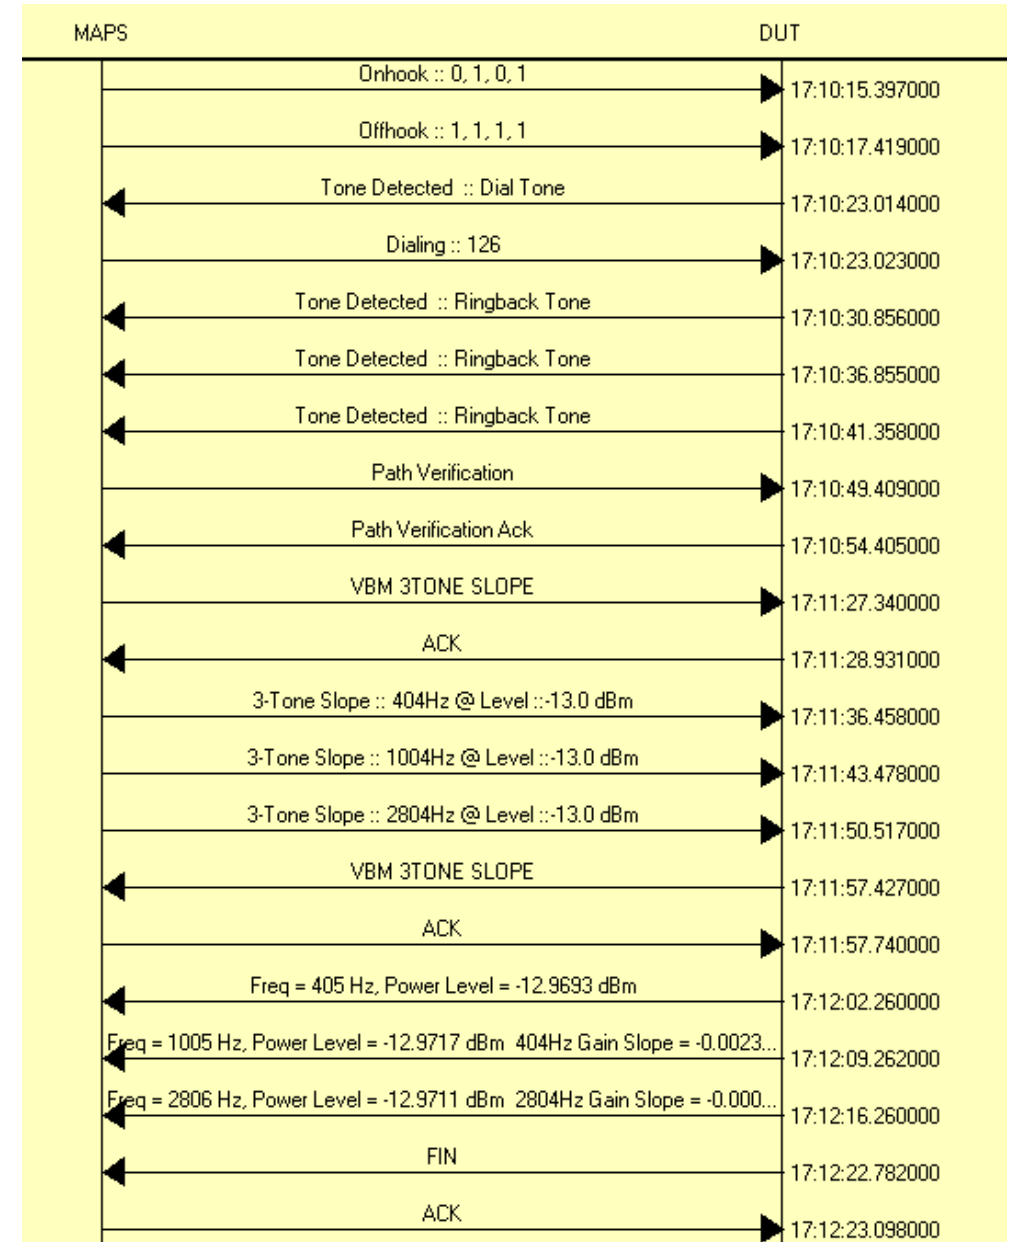 MAPS DUT
Onhook :: 0, 1, 0, 1
17:10:15.397000
Offhook :: 1, 1, 1, 1
17:10:17.419000
Tone Detected :: Dial Tone
17:10:23.014000
Dialing :: 126
17:10:23.023000
Tone Detected :: Ringback Tone
17:10:30.856000
Tone Detected :: Ringback Tone
17:10:36.855000
Tone Detected :: Ringback Tone
17:10:41.358000
Path Verification
17:10:49.409000
Path Verification Ack
17:10:54.405000
VBM 3TONE SLOPE
17:11:27.340000
ACK
17:11:28.931000
3-Tone Slope :: 404Hz @ Level ::-13.0 dBm
17:11:36.458000
3-Tone Slope :: 1004Hz @ Level ::-13.0 dBm
17:11:43.478000
3-Tone Slope :: 2804Hz @ Level ::-13.0 dBm
17:11:50.517000
VBM 3TONE SLOPE
17:11:57.427000
ACK
17:11:57.740000
Freq = 405 Hz, Power Level = -12.9693 dBm
17:12:02.260000
Freq = 1005 Hz, Power Level = -12.9717 dBm 404Hz Gain Slope = -0.0023...
17:12:09.262000
Freq = 2806 Hz, Power Level = -12.9711 dBm 2804Hz Gain Slope = -0.000...
17:12:16.260000
FIN
17:12:22.782000
ACK
17:12:23.098000